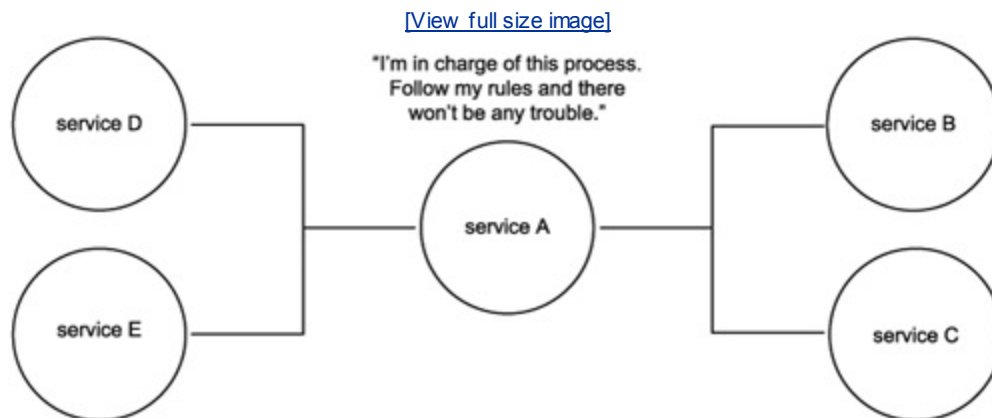 [View full size image]
"I'm in charge of this process.
Follow my rules and there
won't be any trouble."
service D
service B
service A
service E
service C